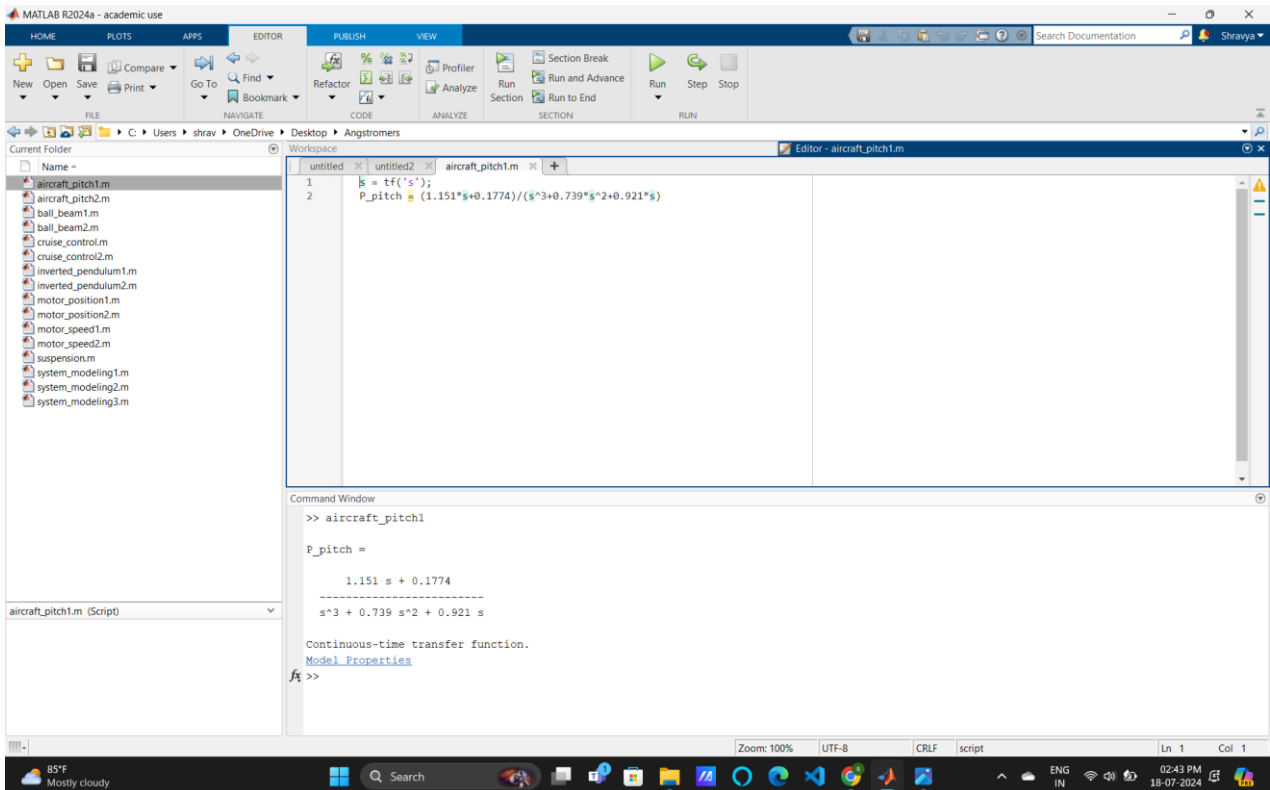 MATLAB R2024a - academic use
HOME PLOTS APPS EDITOR PUBLISH VIEW Search Documentation Shravya
New Open Save Compare Print Go To Find Bookmark Refactor Profiler Analyze Run Section Section Break Run and Advance Run to End Run Step Stop
FILE NAVIGATE CODE ANALYZE SECTION RUN
C: Users shrav OneDrive Desktop Angstromers
Current Folder
Name
aircraft_pitch1.m
aircraft_pitch2.m
ball_beam1.m
ball_beam2.m
cruise_control.m
cruise_control2.m
inverted_pendulum1.m
inverted_pendulum2.m
motor_position1.m
motor_position2.m
motor_speed1.m
motor_speed2.m
suspension.m
system_modeling1.m
system_modeling2.m
system_modeling3.m
aircraft_pitch1.m (Script)
Workspace Editor - aircraft_pitch1.m
untitled untitled2 aircraft_pitch1.m
1 s = tf('s');
2 P_pitch = (1.151*s+0.1774)/(s^3+0.739*s^2+0.921*s)
Command Window
>> aircraft_pitch1
P_pitch =
1.151 s + 0.1774
-------------------------
s^3 + 0.739 s^2 + 0.921 s
Continuous-time transfer function.
Model Properties
fx >>
Zoom: 100% UTF-8 CRLF script Ln 1 Col 1
85°F
Mostly cloudy
Search
ENG
IN
02:43 PM
18-07-2024